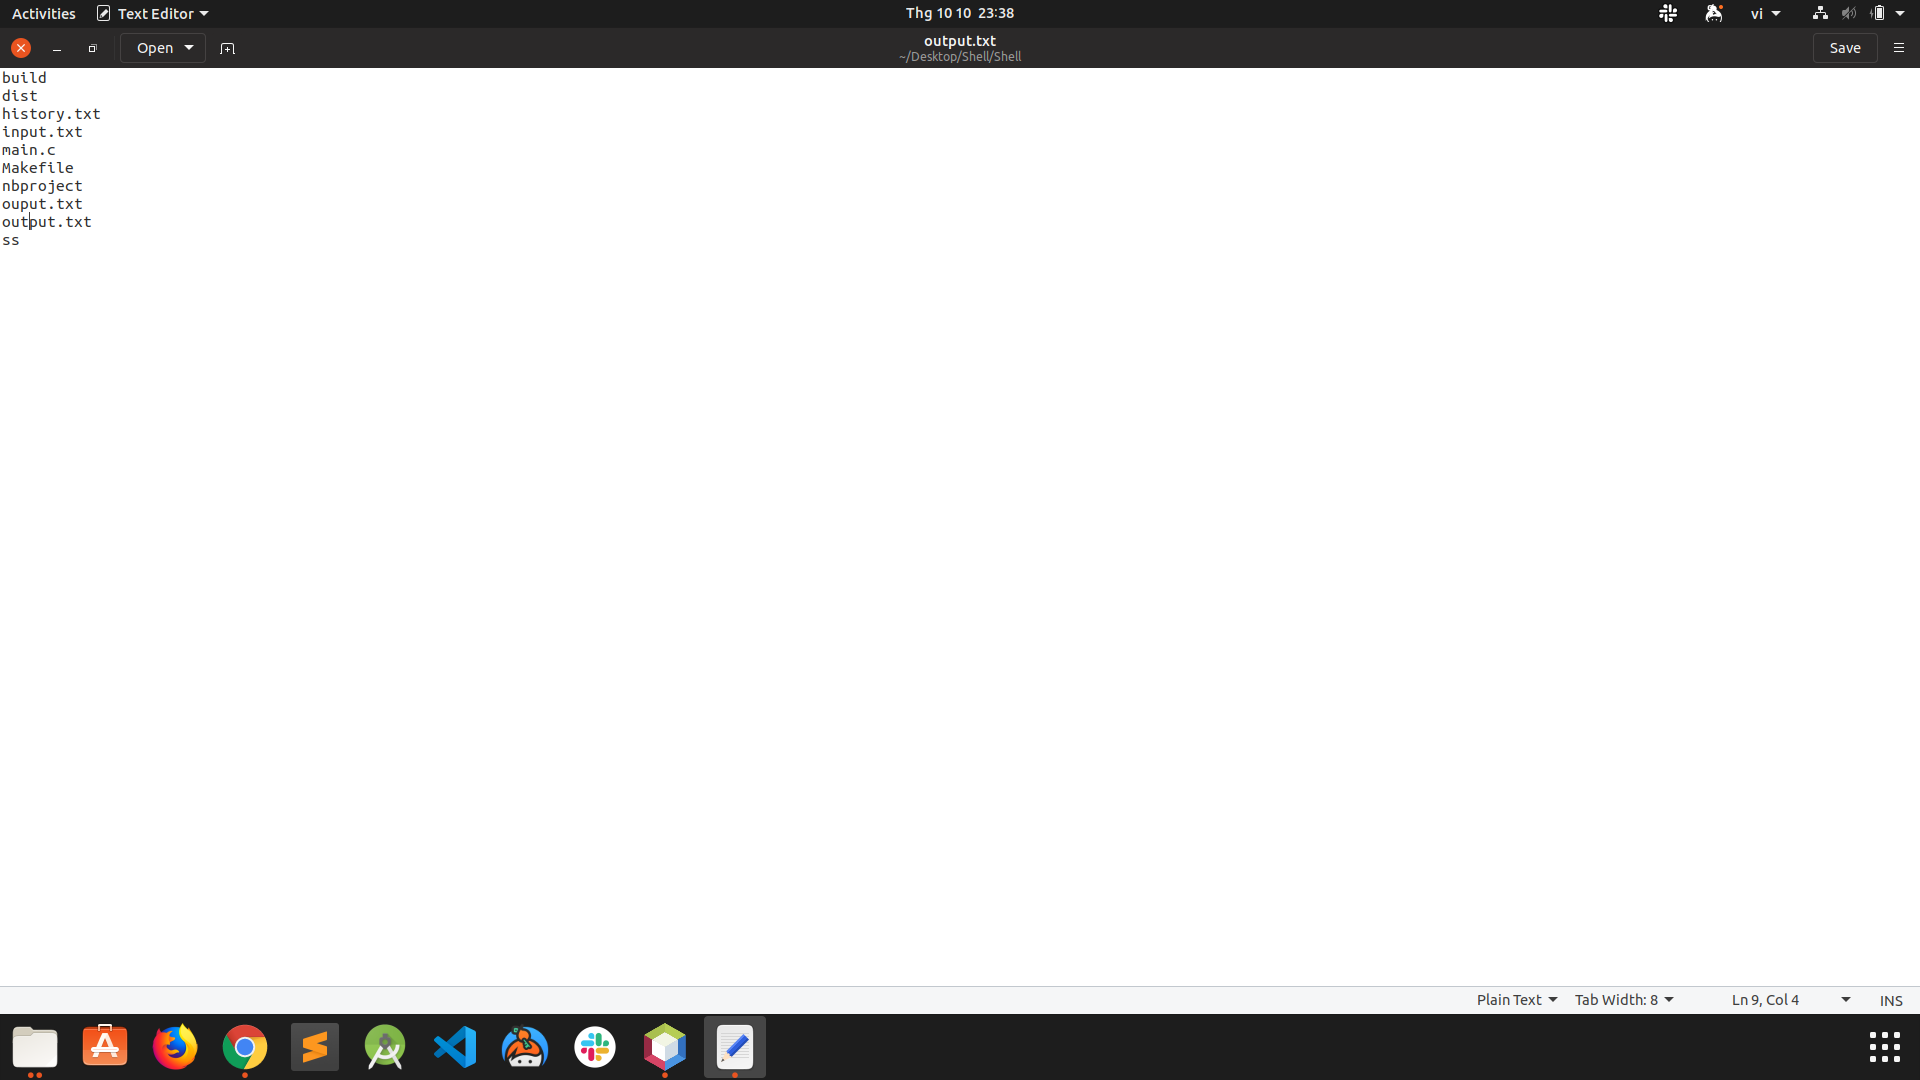 Activities Text Editor Thg 10 10 23:38 vi
Open output.txt Save
~/Desktop/Shell/Shell
build
dist
history.txt
input.txt
main.c
Makefile
nbproject
ouput.txt
output.txt
ss
Plain Text Tab Width: 8 Ln 9, Col 4 INS